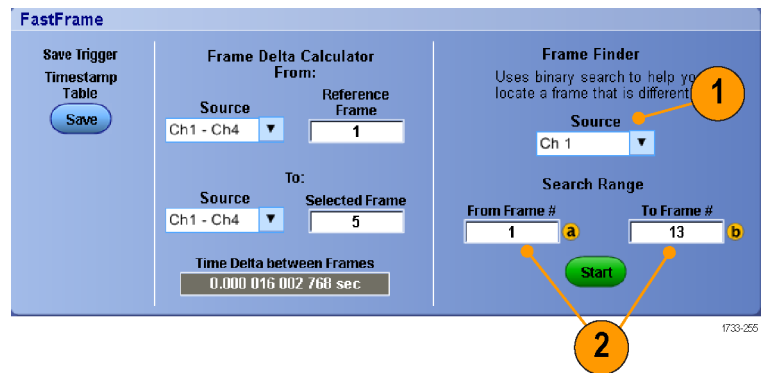 FastFrame
Save Trigger
Timestamp
Table
Save
Frame Delta Calculator
From:
Source
Reference
Frame
Ch1 - Ch4
1
To:
Source
Selected Frame
Ch1 - Ch4
5
Time Delta between Frames
0.000 016 002 768 sec
Frame Finder
Uses binary search to help
locate a frame that is different
1
Source
Ch 1
Search Range
From Frame #
To Frame #
1
a
13
b
Start
2
1733-255